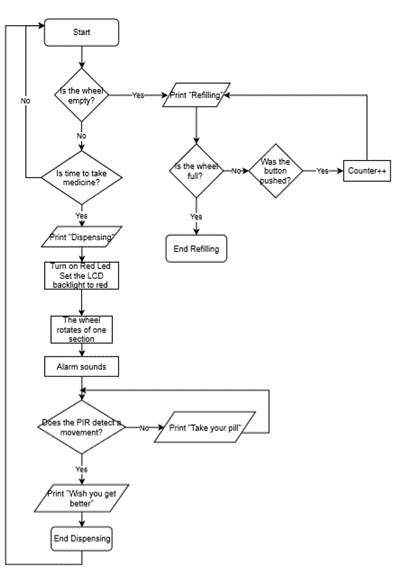 Start
Is the wheel
empty?
Yes
Print "Refilling"
No
No
Is time to take
medicine?
Is the wheel
full?
No
Was the
button
pushed?
Yes
Counter++
Yes
Yes
Print "Dispensing"
End Refilling
Turn on Red Led
Set the LCD
backlight to red
The wheel
rotates of one
section
Alarm sounds
Does the PIR detect a
movement?
No
Print "Take your pill"
Yes
Print "Wish you get
better"
End Dispensing